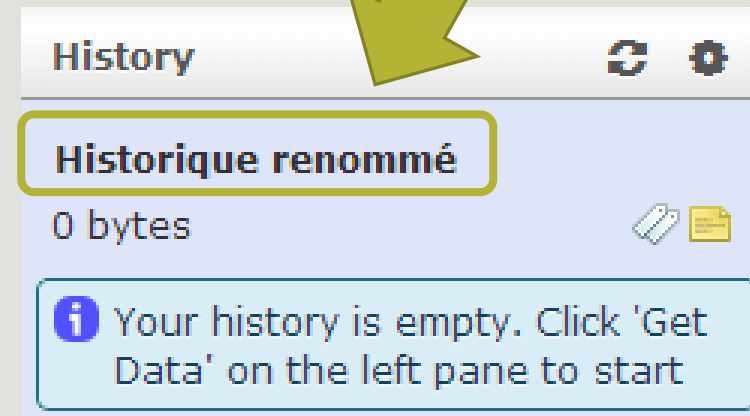 History
Historique renommé
0 bytes
Your history is empty. Click 'Get
Data' on the left pane to start